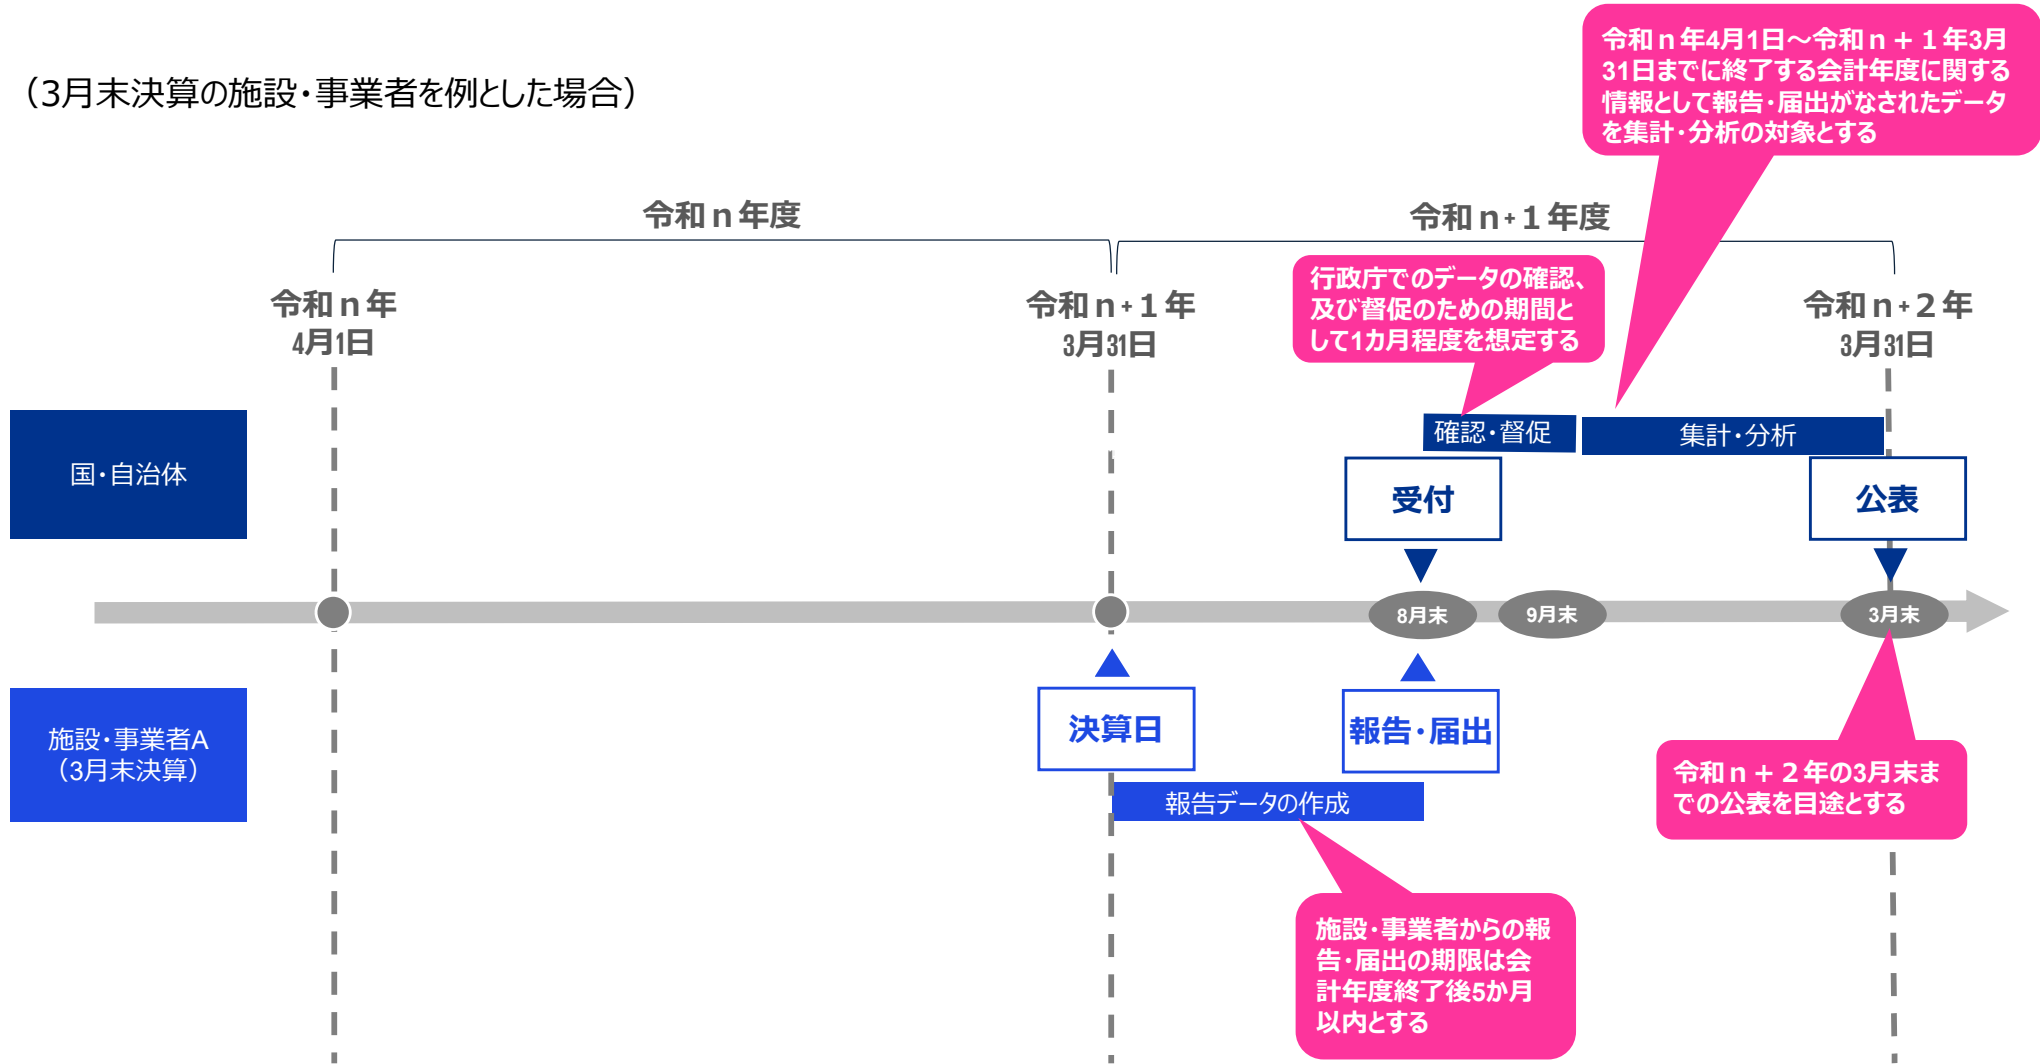 （3月末決算の施設・事業者を例とした場合）
令和ｎ年4月1日～令和ｎ＋１年3月
31日までに終了する会計年度に関する
情報として報告・届出がなされたデータ
を集計・分析の対象とする
令和ｎ年度
令和ｎ+１年度
令和ｎ年
4月1日
令和ｎ+１年
3月31日
行政庁でのデータの確認、
及び督促のための期間と
して1カ月程度を想定する
令和ｎ+２年
3月31日
国・自治体
確認・督促
集計・分析
受付
公表
8月末
9月末
3月末
施設・事業者A
（3月末決算）
決算日
報告・届出
報告データの作成
令和ｎ＋２年の3月末ま
での公表を目途とする
施設・事業者からの報
告・届出の期限は会
計年度終了後5か月
以内とする